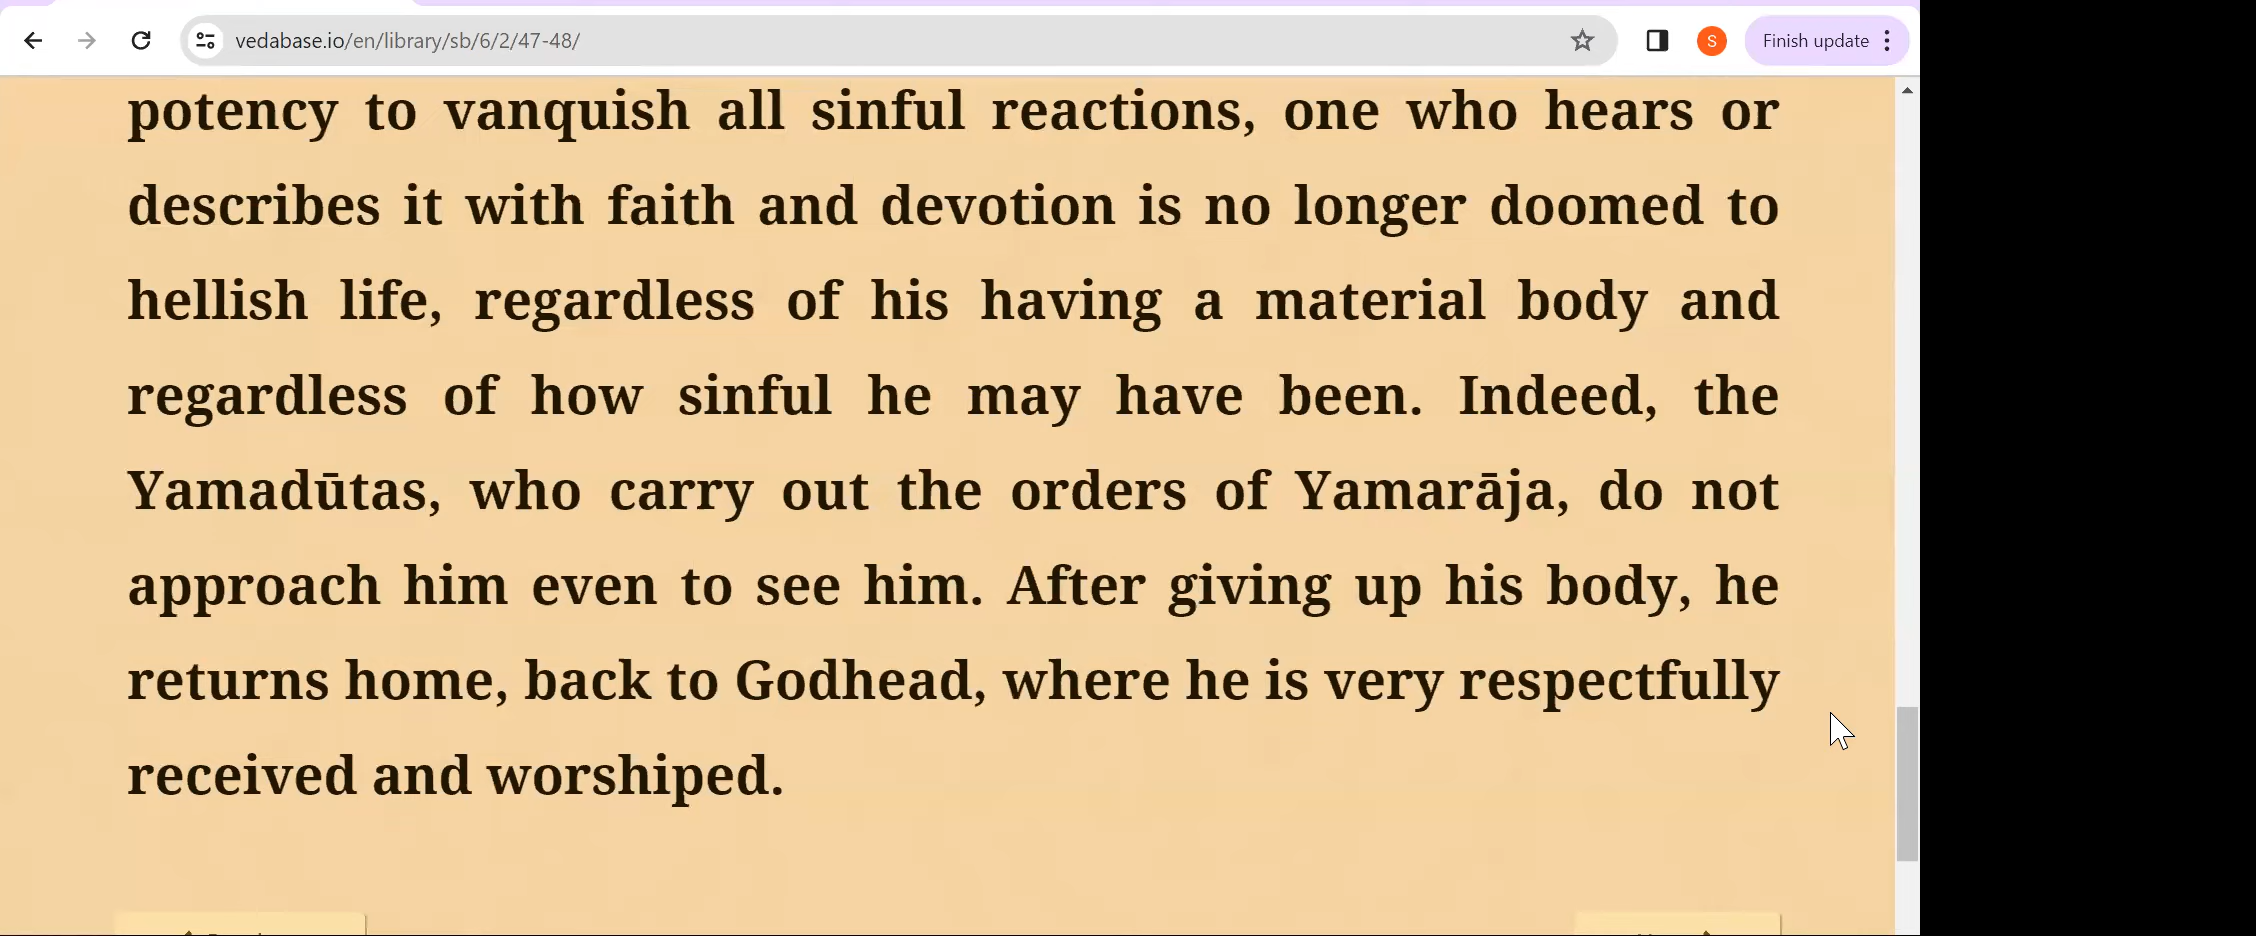 vedabase.io/en/library/sb/6/2/47-48/
S
Finish update
potency to vanquish all sinful reactions, one who hears or
describes it with faith and devotion is no longer doomed to
hellish life, regardless of his having a material body and
regardless of how sinful he may have been. Indeed, the
Yamadūtas, who carry out the orders of Yamarāja, do not
approach him even to see him. After giving up his body, he
returns home, back to Godhead, where he is very respectfully
received and worshiped.